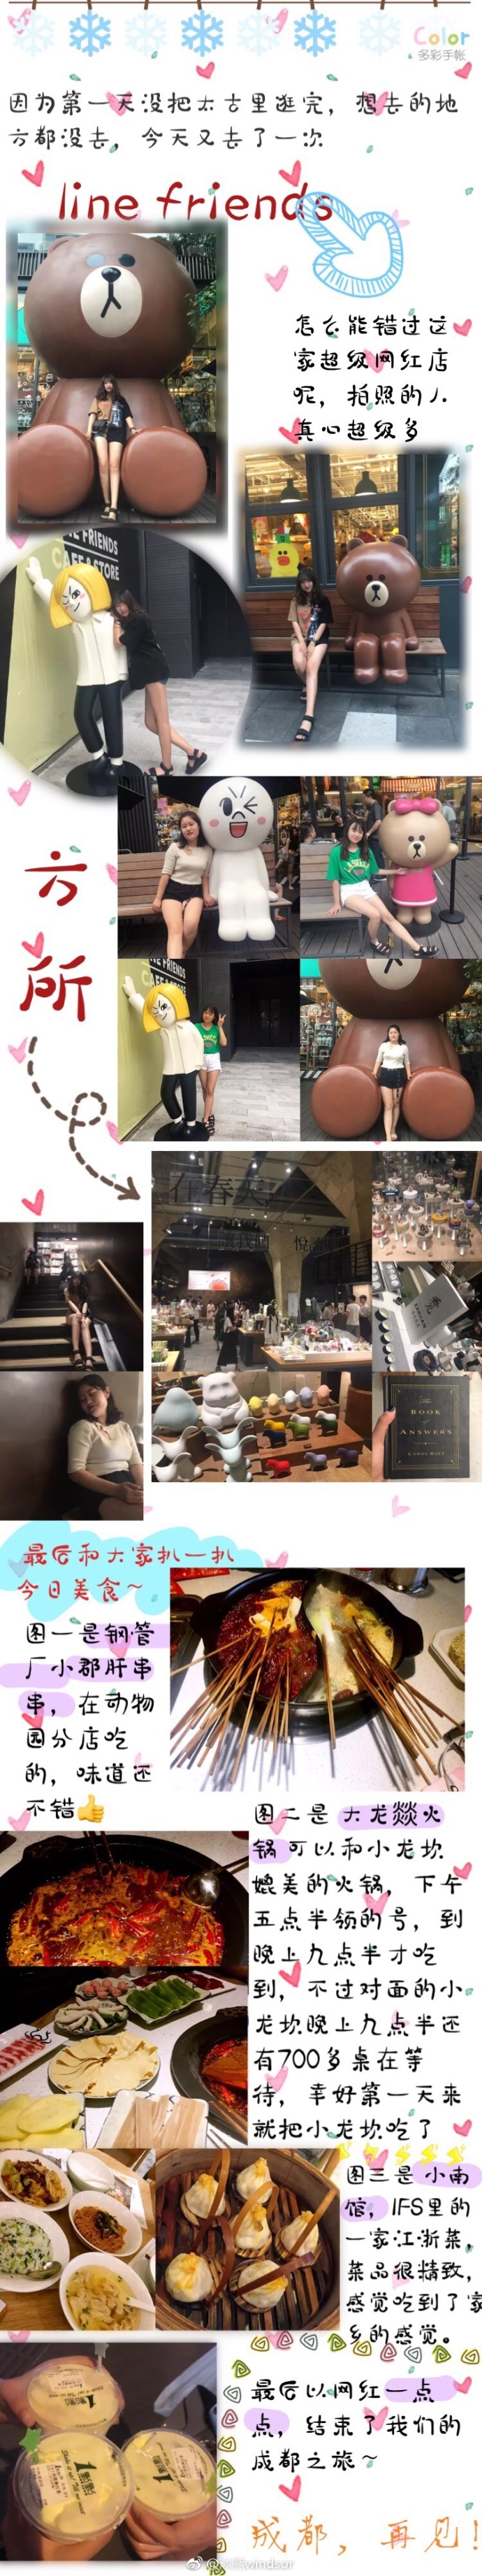 Color
多彩手帐
因为第一天没把太古里逛完，想去的地
方都没去，今天又去了一次
line friends
怎么能错过这
家超级网红店
呢，拍照的人
真心超级多
FRIENDS
CAFE&STORE
方
所
在春天
BOOK
of
ANSWERS
CAROL BOLT
最后和大家扒一扒
今日美食~
图一是钢管
厂小郡肝串
串，在动物
园分店吃
的，味道还
不错👍
图二是 大龙燚火
锅可以和小龙坎
媲美的火锅，下午
五点半领的号，到
晚上九点半才吃
到，不过对面的小
龙坎晚上九点半还
有700多桌在等
待，幸好第一天来
就把小龙坎吃了
图三是小南
馆，IFS里的
一家江浙菜，
菜品很精致，
感觉吃到了家
乡的感觉。
最后以网红一点
点，结束了我们的
成都之旅~
成都，再见！